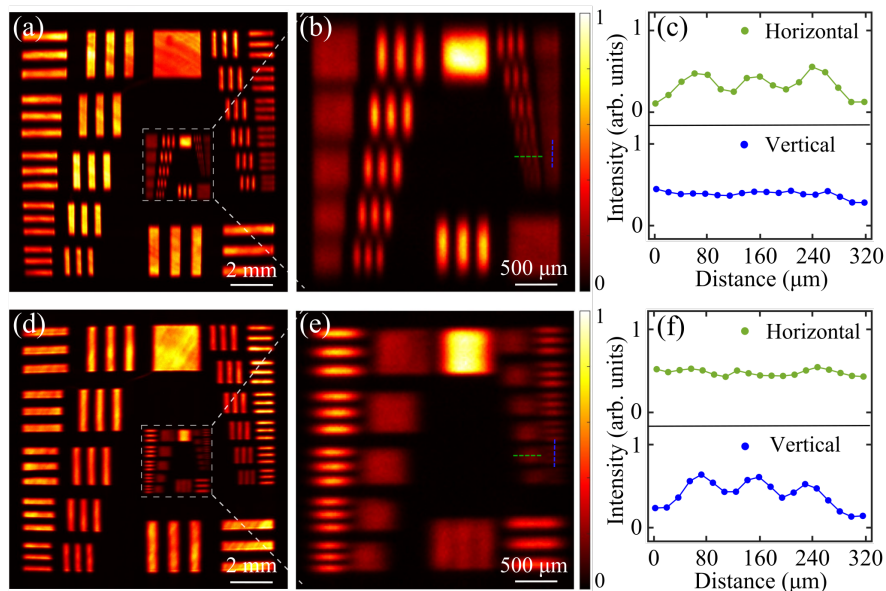 (a)
2 mm
(b)
500 μm
1
0
(c)
Horizontal
Vertical
Intensity (arb. units)
1
0
1
0
0 80 160 240 320
Distance (μm)
(d)
2 mm
(e)
500 μm
1
0
(f)
Horizontal
Vertical
Intensity (arb. units)
1
0
1
0
0 80 160 240 320
Distance (μm)